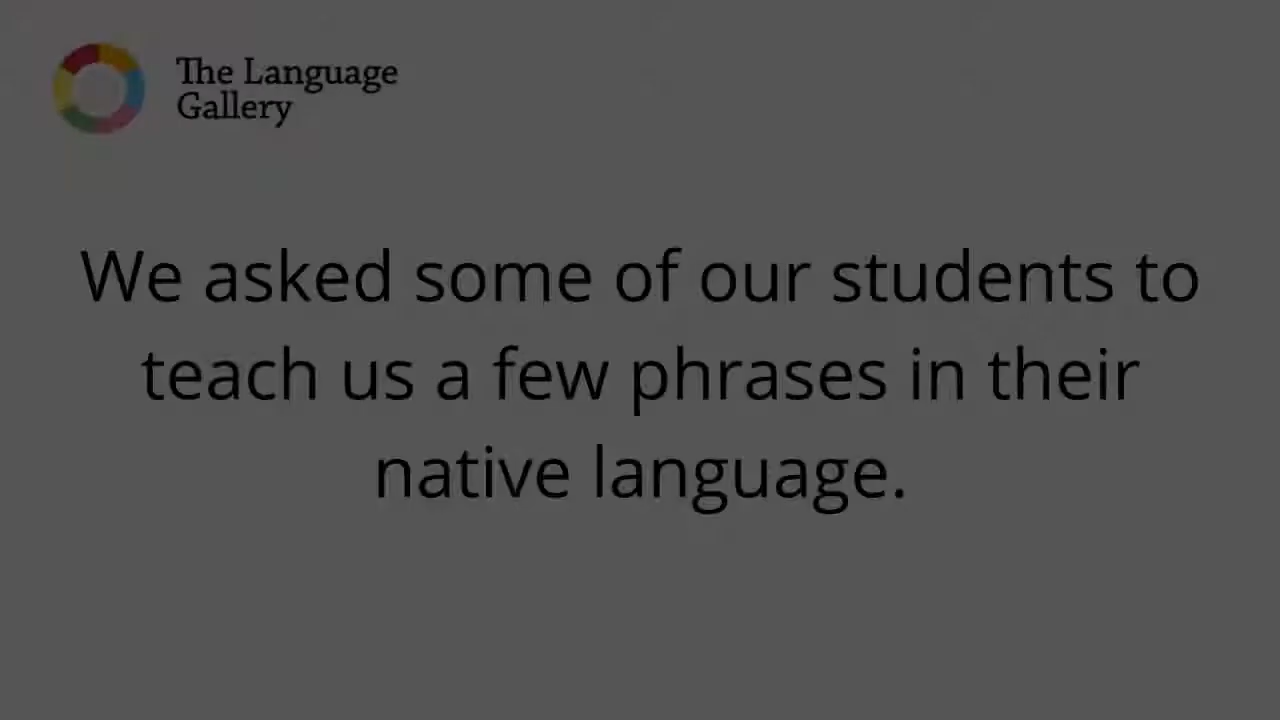 The Language
Gallery
We asked some of our students to
teach us a few phrases in their
native language.